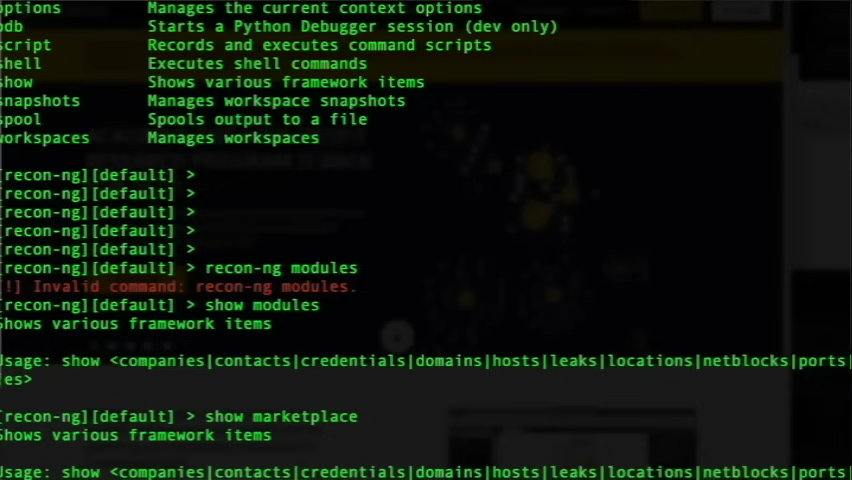 options Manages the current context options
pdb Starts a Python Debugger session (dev only)
script Records and executes command scripts
shell Executes shell commands
show Shows various framework items
snapshots Manages workspace snapshots
spool Spools output to a file
workspaces Manages workspaces
[recon-ng][default] >
[recon-ng][default] >
[recon-ng][default] >
[recon-ng][default] >
[recon-ng][default] >
[recon-ng][default] > recon-ng modules
[!] Invalid command: recon-ng modules.
[recon-ng][default] > show modules
Shows various framework items
Usage: show <companies|contacts|credentials|domains|hosts|leaks|locations|netblocks|ports|
es>
[recon-ng][default] > show marketplace
Shows various framework items
Usage: show <companies|contacts|credentials|domains|hosts|leaks|locations|netblocks|ports|